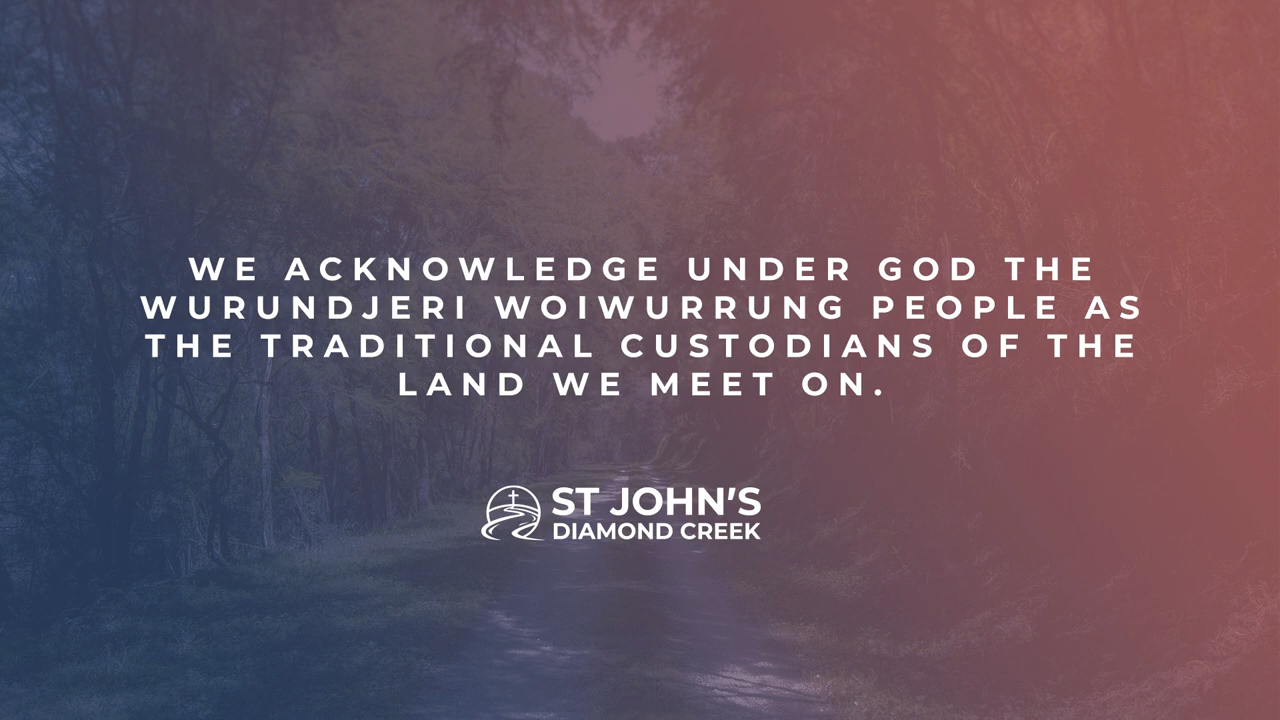 WE ACKNOWLEDGE UNDER GOD THE
WURUNDJERI WOIWURRUNG PEOPLE AS
THE TRADITIONAL CUSTODIANS OF THE
LAND WE MEET ON.
ST JOHN'S
DIAMOND CREEK